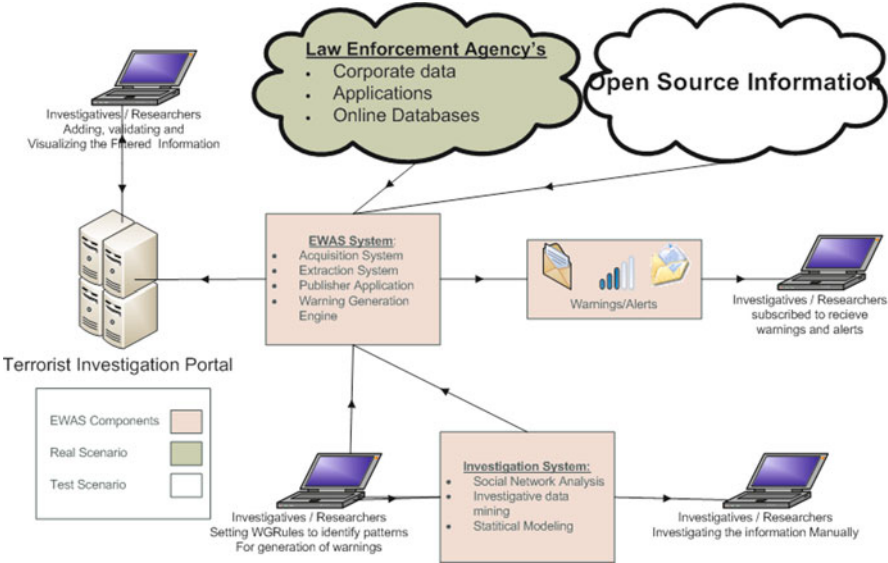 Law Enforcement Agency's
• Corporate data
• Applications
• Online Databases
Open Source Information
Investigatives / Researchers
Adding, validating and
Visualizing the Filtered Information
EWAS System:
• Acquisition System
• Extraction System
• Publisher Application
• Warning Generation
Engine
Warnings/Alerts
Investigatives / Researchers
subscribed to recieve
warnings and alerts
Terrorist Investigation Portal
EWAS Components
Real Scenario
Test Scenario
Investigatives / Researchers
Setting WGRules to identify patterns
For generation of warnings
Investigation System:
• Social Network Analysis
• Investigative data
mining
• Statitical Modeling
Investigatives / Researchers
Investigating the information Manually